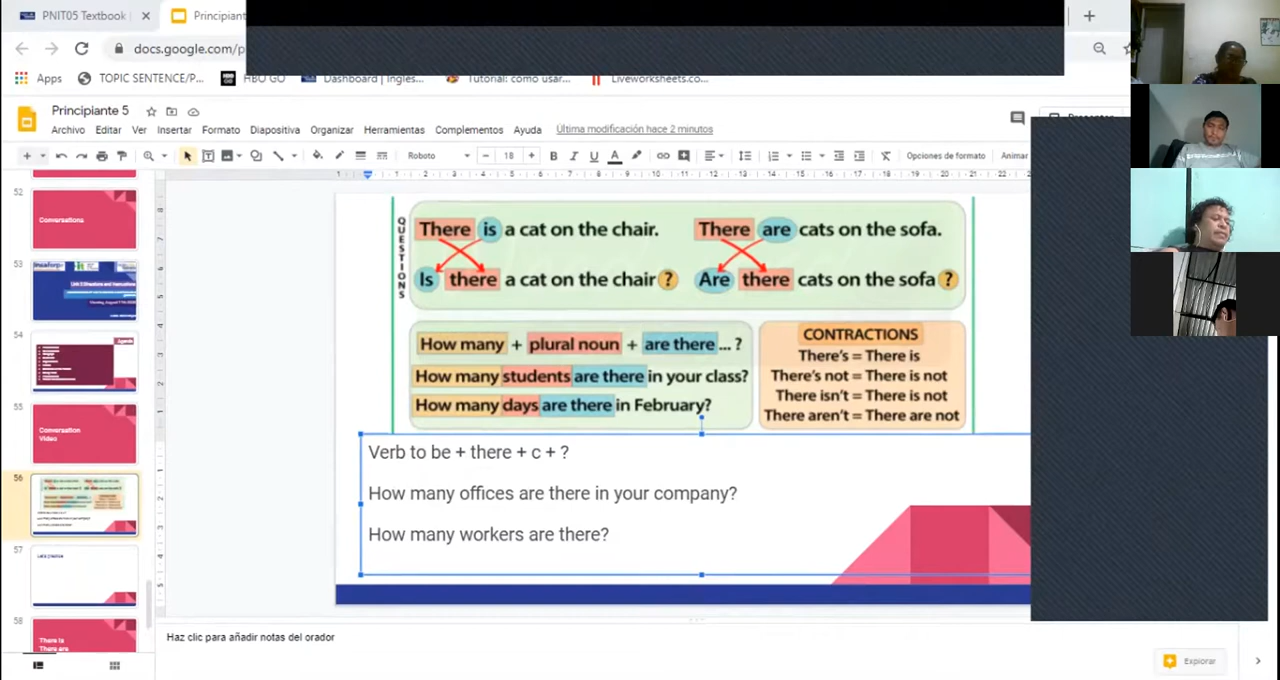 PNIT05 Textbook
Principiant
docs.google.com/p
Apps
TOPIC SENTENCE/P...
HBO GO
Dashboard | Ingles...
Tutorial: como usar...
Liveworksheets.co...
Principiante 5
Archivo Editar Ver Insertar Formato Diapositiva Organizar Herramientas Complementos Ayuda Última modificación hace 2 minutos
Roboto - 18 + B I U A Opciones de formato Animar
52
Conversations
53
54
Agenda
55
Conversation
Video
56
57
58
There is
There are
QUESTIONS
There is a cat on the chair.
Is there a cat on the chair ?
There are cats on the sofa.
Are there cats on the sofa ?
How many + plural noun + are there ... ?
How many students are there in your class?
How many days are there in February?
CONTRACTIONS
There's = There is
There's not = There is not
There isn't = There is not
There aren't = There are not
Verb to be + there + c + ?
How many offices are there in your company?
How many workers are there?
Haz clic para añadir notas del orador
Explorar